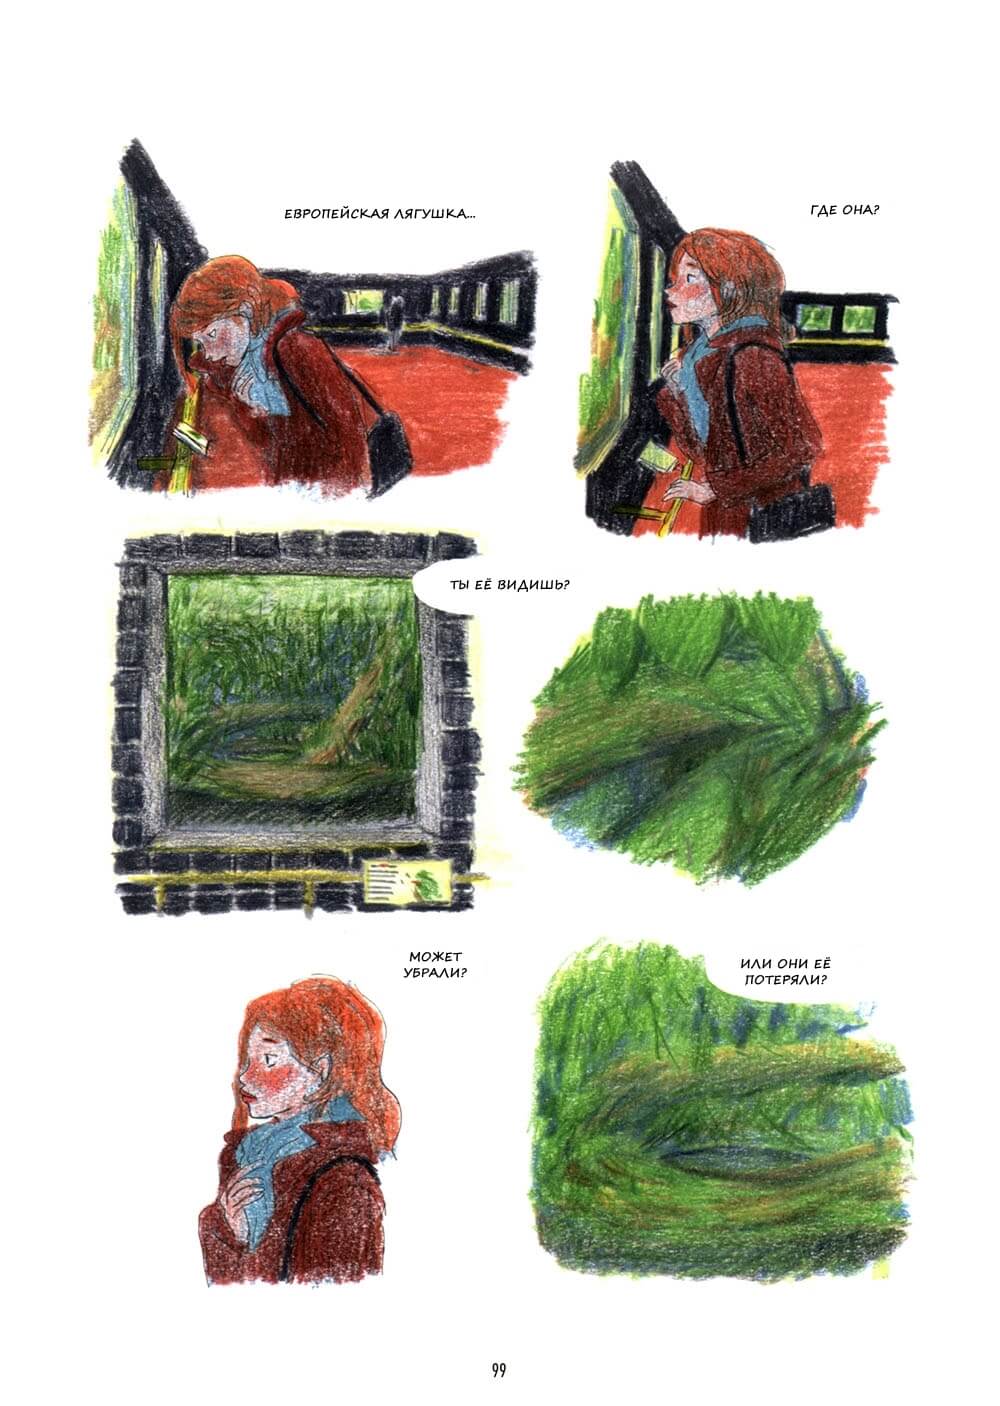 ЕВРОПЕЙСКАЯ ЛЯГУШКА...
ГДЕ ОНА?
ТЫ ЕЁ ВИДИШЬ?
МОЖЕТ
УБРАЛИ?
ИЛИ ОНИ ЕЁ
ПОТЕРЯЛИ?
99